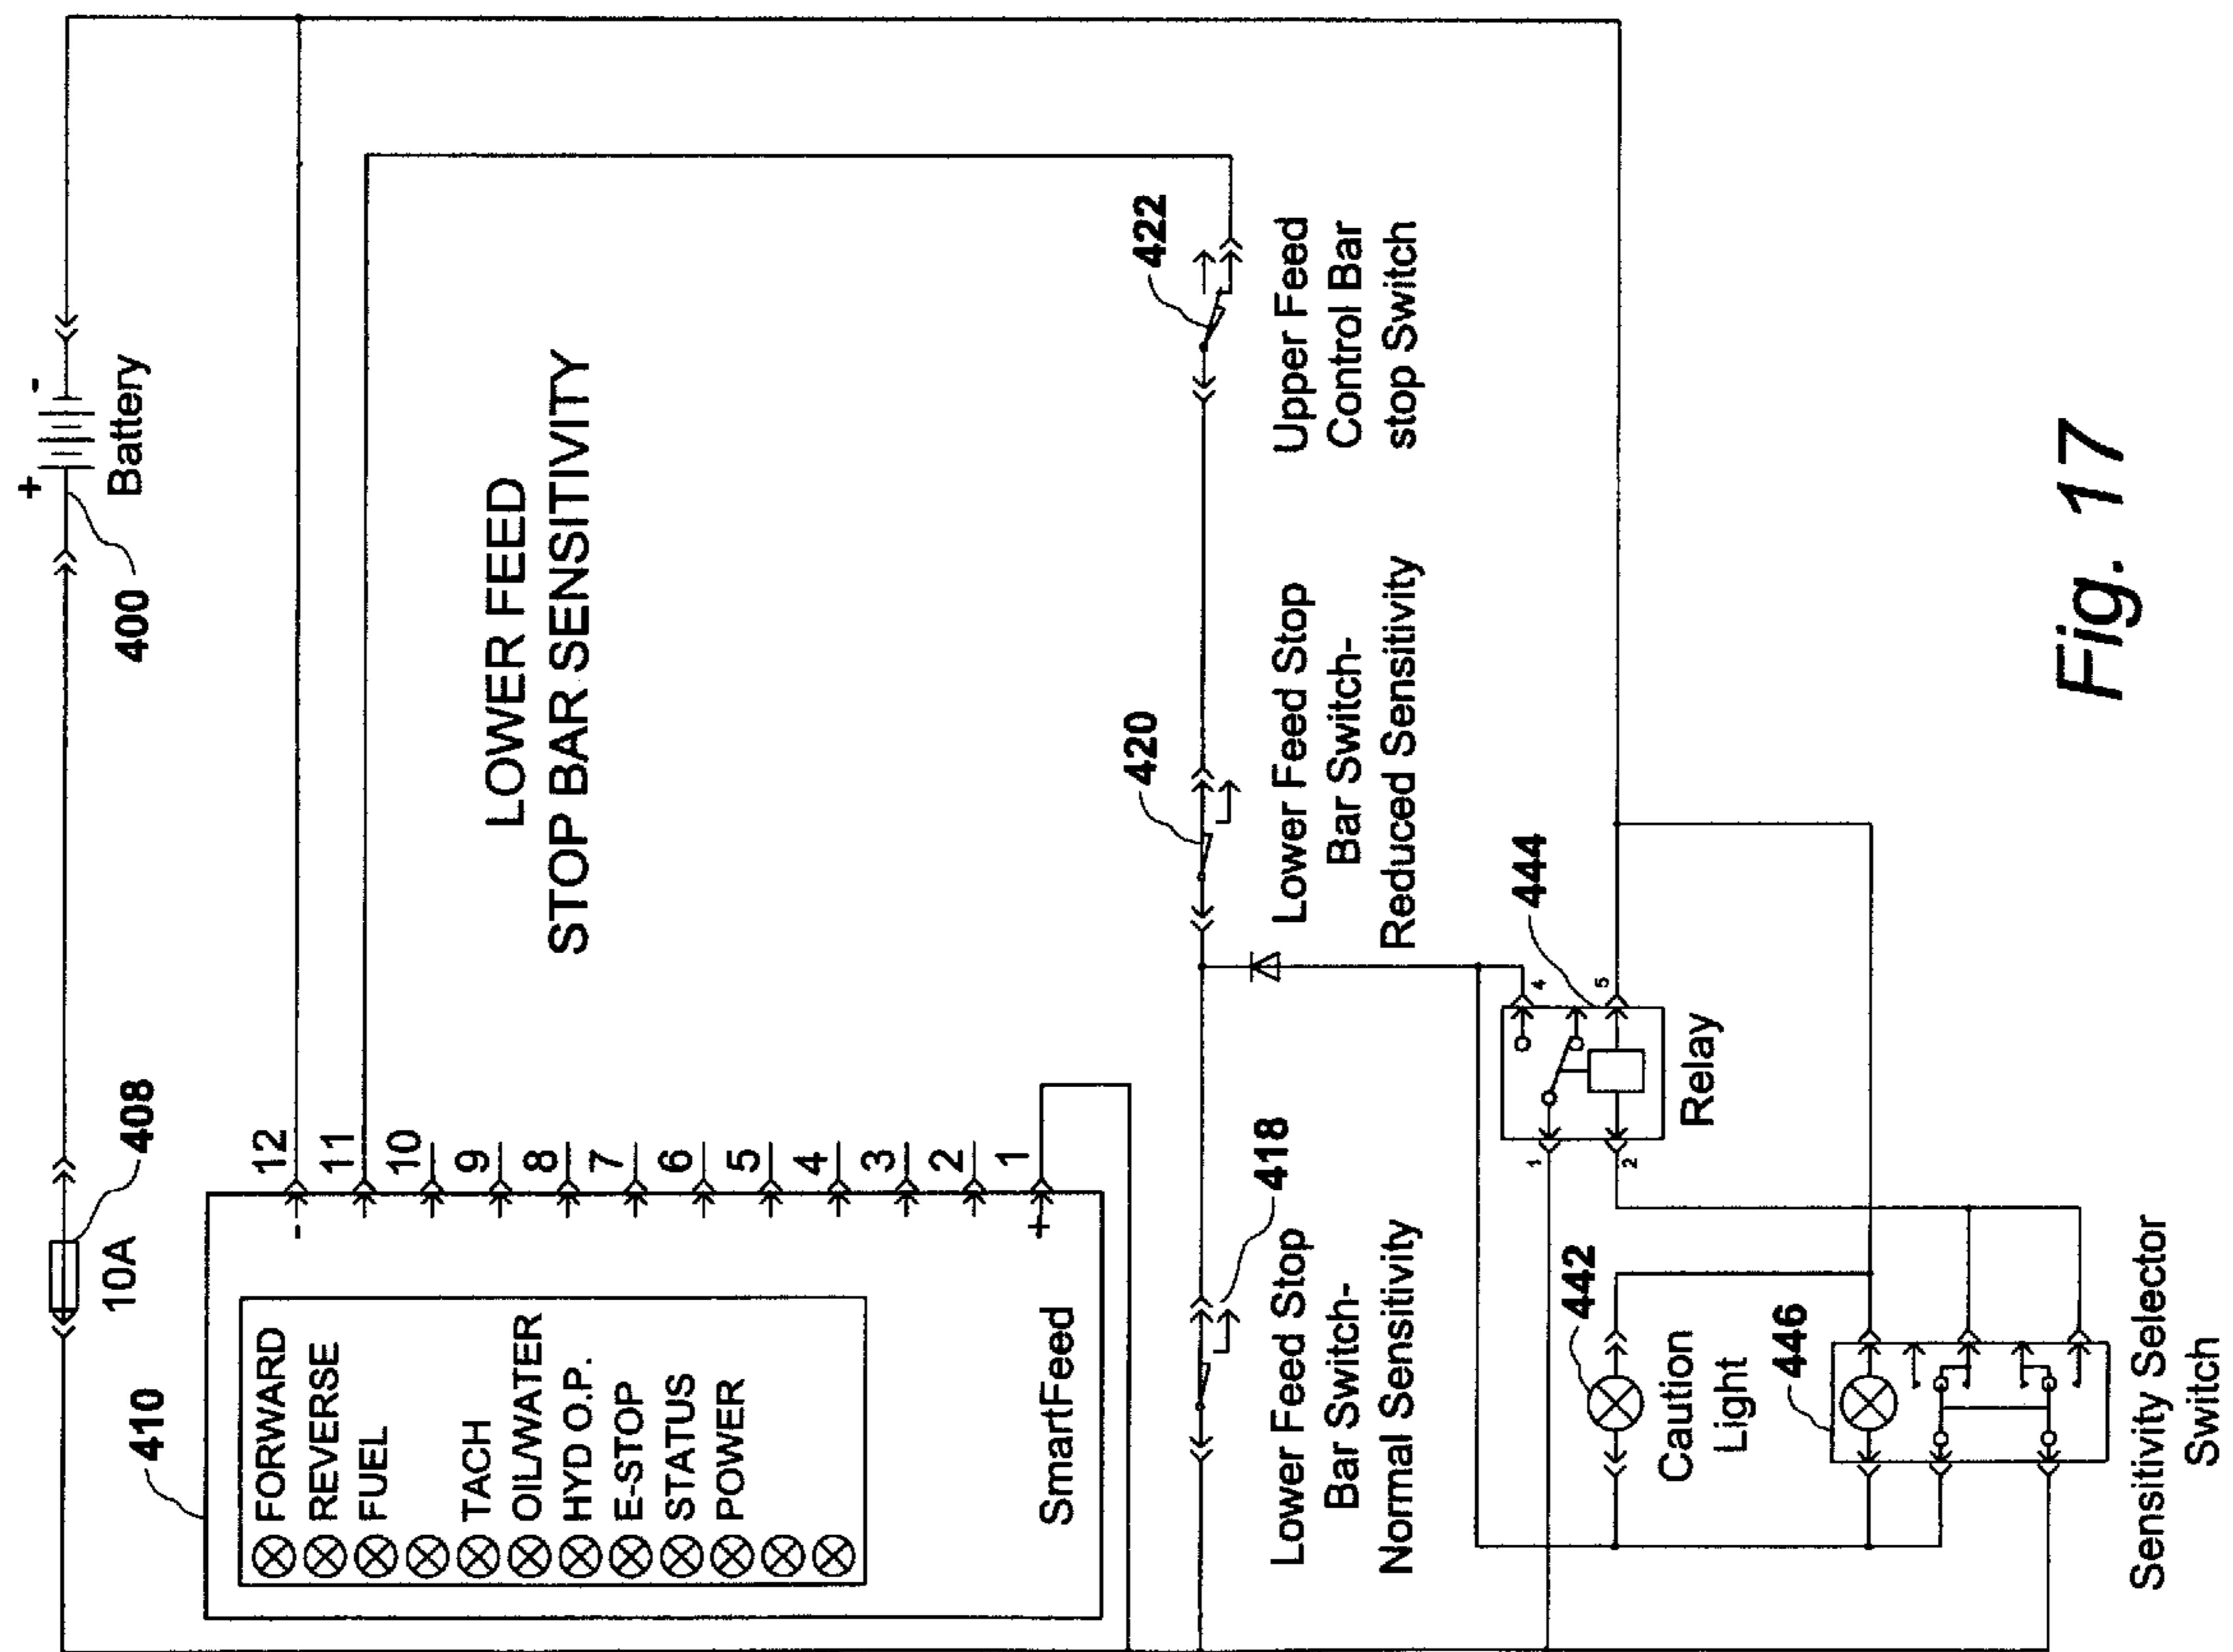 +
-
Battery
400
10A
408
410
FORWARD
REVERSE
FUEL
TACH
OIL/WATER
HYD O.P.
E-STOP
STATUS
POWER
SmartFeed
-
+
12
11
10
9
8
7
6
5
4
3
2
1
LOWER FEED
STOP BAR SENSITIVITY
418
Lower Feed Stop
Bar Switch-
Normal Sensitivity
420
Lower Feed Stop
Bar Switch-
Reduced Sensitivity
422
Upper Feed
Control Bar
stop Switch
444
1
2
4
5
Relay
442
Caution
Light
446
Sensitivity Selector
Switch
Fig. 17